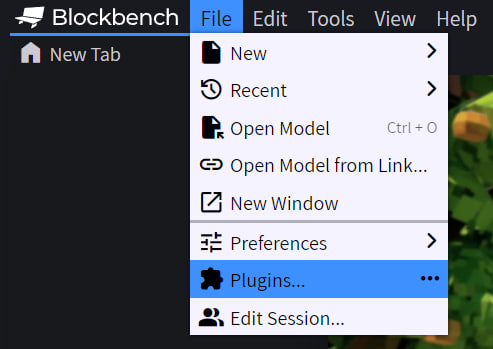 Blockbench File Edit Tools View Help
New Tab
New
Recent
Open Model Ctrl + O
Open Model from Link...
New Window
Preferences
Plugins...
Edit Session...